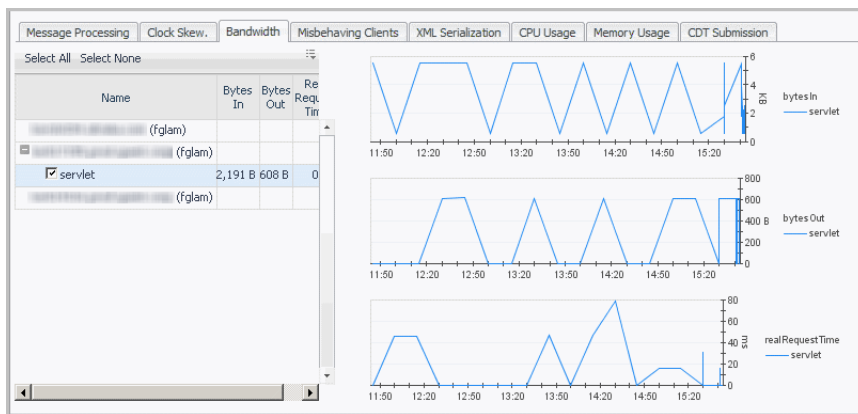 Message Processing Clock Skew. Bandwidth Misbehaving Clients XML Serialization CPU Usage Memory Usage CDT Submission
Select All Select None
Name Bytes In Bytes Out Re Requ Tim
(fglam)
(fglam)
servlet 2,191 B 608 B 0
(fglam)
6
4
2
0
KB
bytesIn
servlet
11:50 12:20 12:50 13:20 13:50 14:20 14:50 15:20
800
400 B
200
0
bytesOut
servlet
11:50 12:20 12:50 13:20 13:50 14:20 14:50 15:20
80
60
40
20
0
ms
realRequestTime
servlet
11:50 12:20 12:50 13:20 13:50 14:20 14:50 15:20